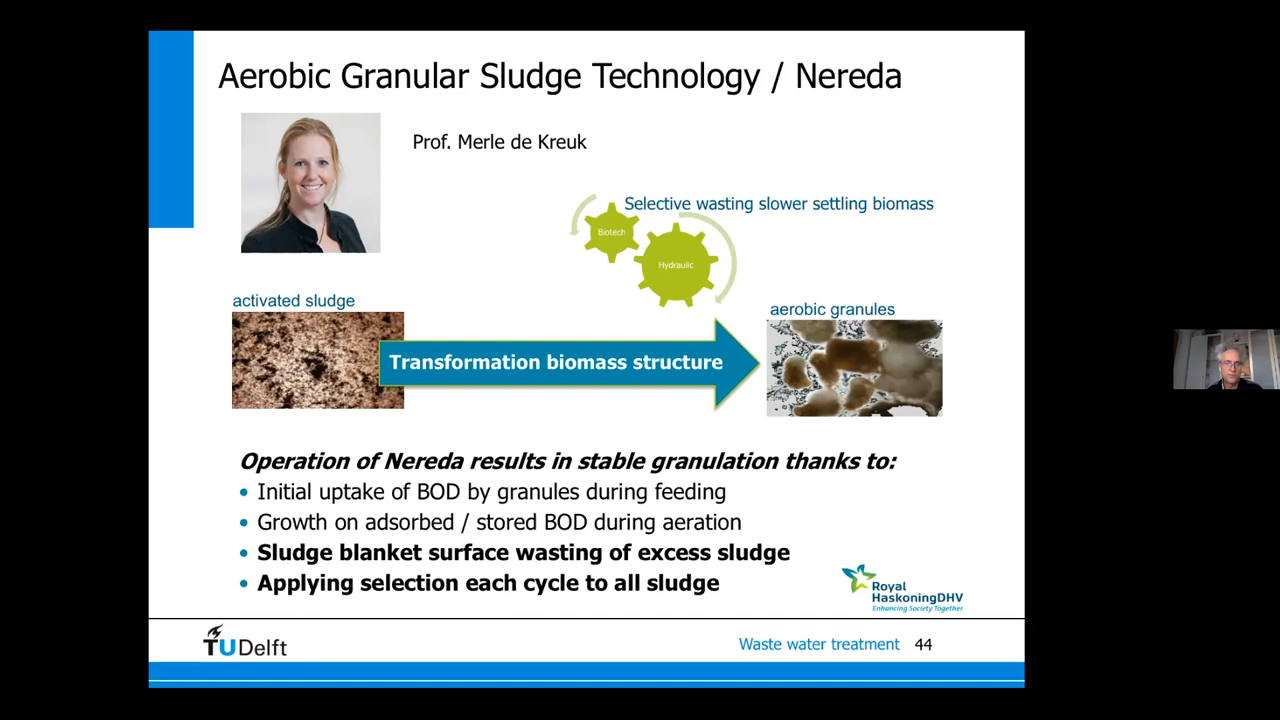 Aerobic Granular Sludge Technology / Nereda
Prof. Merle de Kreuk
Selective wasting slower settling biomass
Biotech
Hydraulic
activated sludge
aerobic granules
Transformation biomass structure
Operation of Nereda results in stable granulation thanks to:
• Initial uptake of BOD by granules during feeding
• Growth on adsorbed / stored BOD during aeration
• Sludge blanket surface wasting of excess sludge
• Applying selection each cycle to all sludge
Royal
HaskoningDHV
Enhancing Society Together
TUDelft
Waste water treatment 44